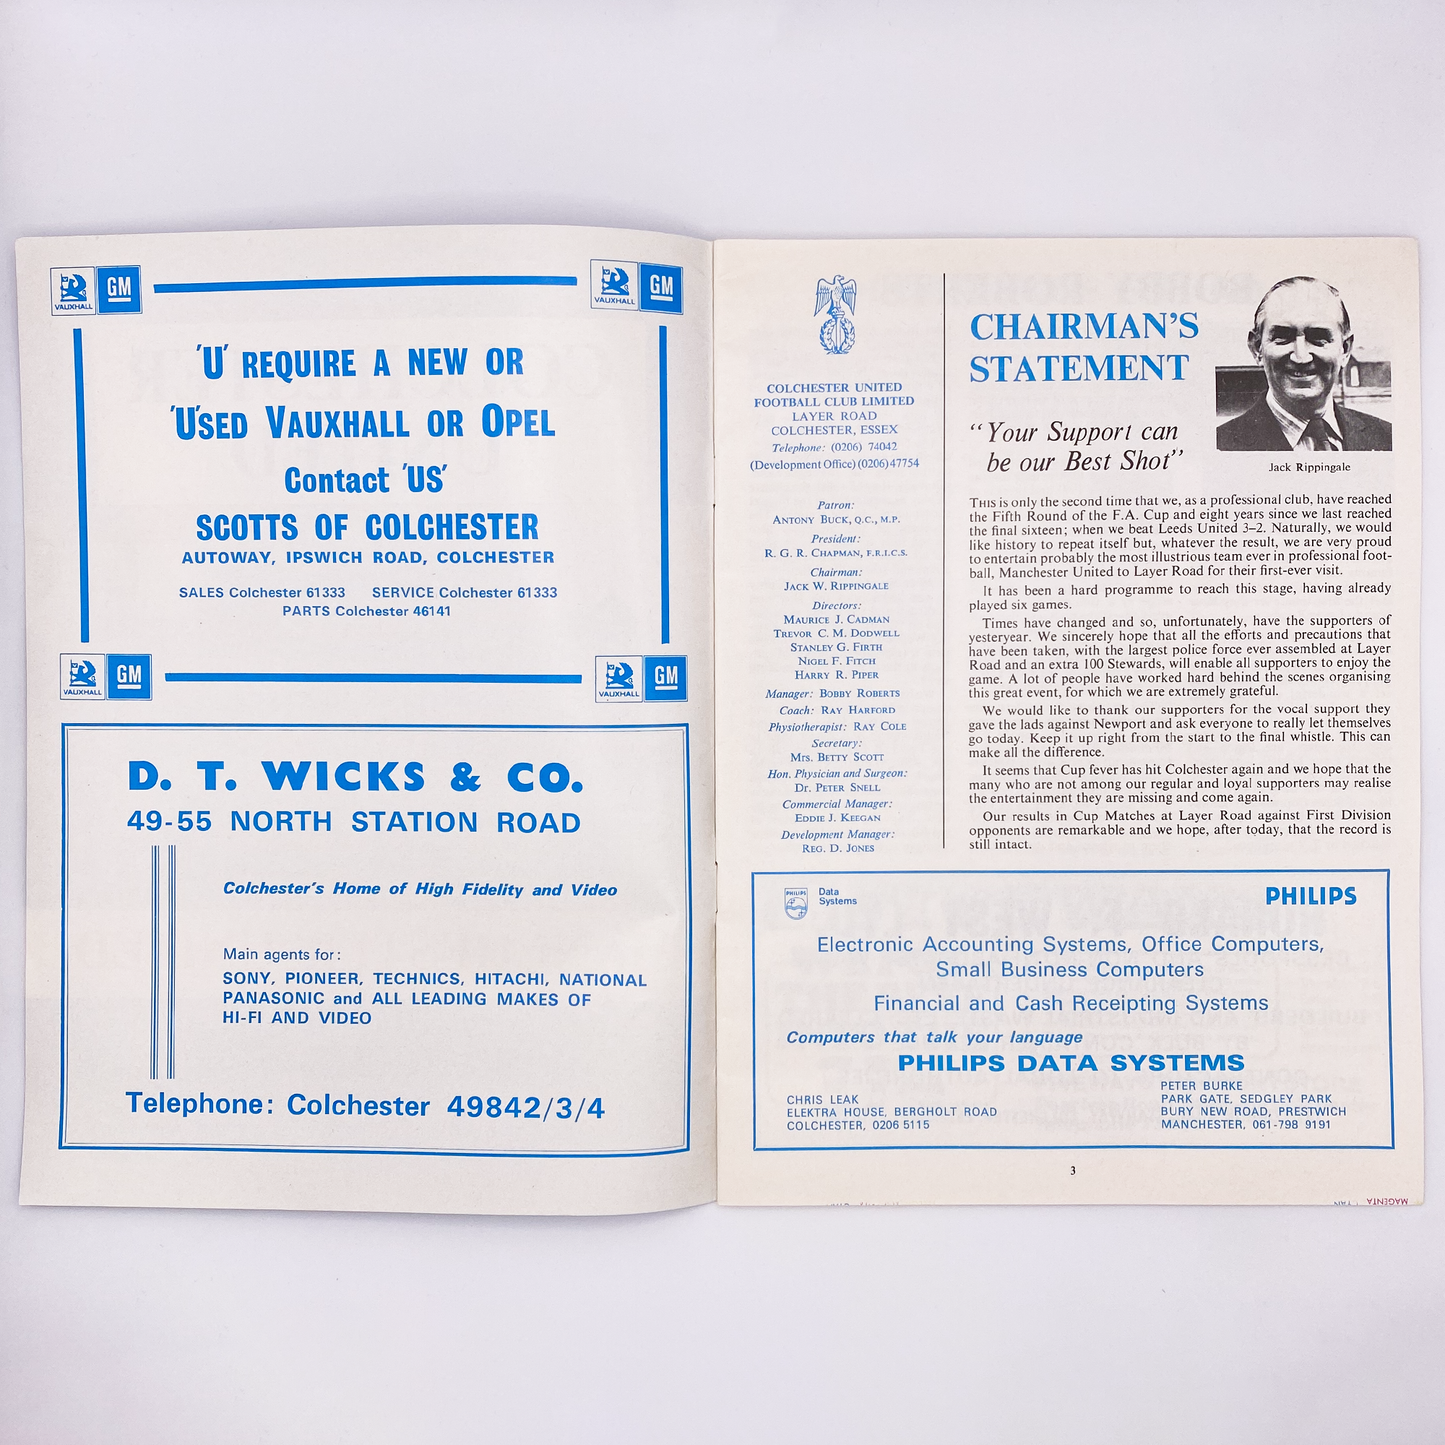 VAUXHALL GM
VAUXHALL GM
'U' REQUIRE A NEW OR
'U'SED VAUXHALL OR OPEL
Contact 'US'
SCOTTS OF COLCHESTER
AUTOWAY, IPSWICH ROAD, COLCHESTER
SALES Colchester 61333 SERVICE Colchester 61333
PARTS Colchester 46141
VAUXHALL GM
VAUXHALL GM
D. T. WICKS & CO.
49-55 NORTH STATION ROAD
Colchester's Home of High Fidelity and Video
Main agents for:
SONY, PIONEER, TECHNICS, HITACHI, NATIONAL
PANASONIC and ALL LEADING MAKES OF
HI-FI AND VIDEO
Telephone: Colchester 49842/3/4
COLCHESTER UNITED
FOOTBALL CLUB LIMITED
LAYER ROAD
COLCHESTER, ESSEX
Telephone: (0206) 74042
(Development Office) (0206) 47754
Patron:
ANTONY BUCK, Q.C., M.P.
President:
R. G. R. CHAPMAN, F.R.I.C.S.
Chairman:
JACK W. RIPPINGALE
Directors:
MAURICE J. CADMAN
TREVOR C. M. DODWELL
STANLEY G. FIRTH
NIGEL F. FITCH
HARRY R. PIPER
Manager: BOBBY ROBERTS
Coach: RAY HARFORD
Physiotherapist: RAY COLE
Secretary:
MRS. BETTY SCOTT
Hon. Physician and Surgeon:
DR. PETER SNELL
Commercial Manager:
EDDIE J. KEEGAN
Development Manager:
REG. D. JONES
CHAIRMAN'S
STATEMENT
"Your Support can
be our Best Shot"
Jack Rippingale
THIS is only the second time that we, as a professional club, have reached
the Fifth Round of the F.A. Cup and eight years since we last reached
the final sixteen; when we beat Leeds United 3–2. Naturally, we would
like history to repeat itself but, whatever the result, we are very proud
to entertain probably the most illustrious team ever in professional foot-
ball, Manchester United to Layer Road for their first-ever visit.
It has been a hard programme to reach this stage, having already
played six games.
Times have changed and so, unfortunately, have the supporters of
yesteryear. We sincerely hope that all the efforts and precautions that
have been taken, with the largest police force ever assembled at Layer
Road and an extra 100 Stewards, will enable all supporters to enjoy the
game. A lot of people have worked hard behind the scenes organising
this great event, for which we are extremely grateful.
We would like to thank our supporters for the vocal support they
gave the lads against Newport and ask everyone to really let themselves
go today. Keep it up right from the start to the final whistle. This can
make all the difference.
It seems that Cup fever has hit Colchester again and we hope that the
many who are not among our regular and loyal supporters may realise
the entertainment they are missing and come again.
Our results in Cup Matches at Layer Road against First Division
opponents are remarkable and we hope, after today, that the record is
still intact.
PHILIPS
Data
Systems
PHILIPS
Electronic Accounting Systems, Office Computers,
Small Business Computers
Financial and Cash Receipting Systems
Computers that talk your language
PHILIPS DATA SYSTEMS
CHRIS LEAK
ELEKTRA HOUSE, BERGHOLT ROAD
COLCHESTER, 0206 5115
PETER BURKE
PARK GATE, SEDGLEY PARK
BURY NEW ROAD, PRESTWICH
MANCHESTER, 061-798 9191
3
MAGENTA